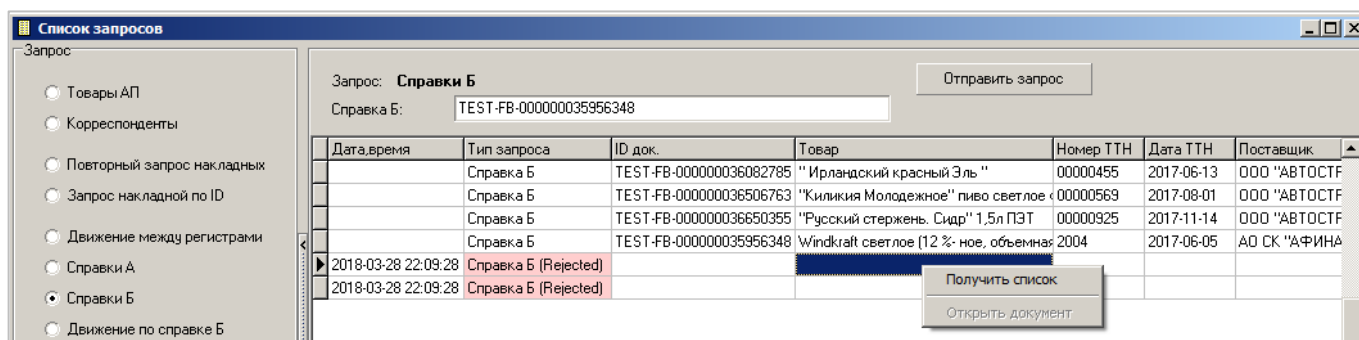 Список запросов
Запрос
Товары АП
Корреспонденты
Повторный запрос накладных
Запрос накладной по ID
Движение между регистрами
Справки А
Справки Б
Движение по справке Б
Запрос: Справки Б
Отправить запрос
Справка Б: TEST-FB-000000035956348
Дата,время Тип запроса ID док. Товар Номер ТТН Дата ТТН Поставщик
Справка Б TEST-FB-000000036082785 " Ирландский красный Эль " 00000455 2017-06-13 ООО "АВТОСТР
Справка Б TEST-FB-000000036506763 "Киликия Молодежное" пиво светлое 00000569 2017-08-01 ООО "АВТОСТР
Справка Б TEST-FB-000000036650355 "Русский стержень. Сидр" 1,5л ПЭТ 00000925 2017-11-14 ООО "АВТОСТР
Справка Б TEST-FB-000000035956348 Windkraft светлое (12 %- ное, объемная 2004 2017-06-05 АО СК "АФИНА
2018-03-28 22:09:28 Справка Б (Rejected)
2018-03-28 22:09:28 Справка Б (Rejected)
Получить список
Открыть документ